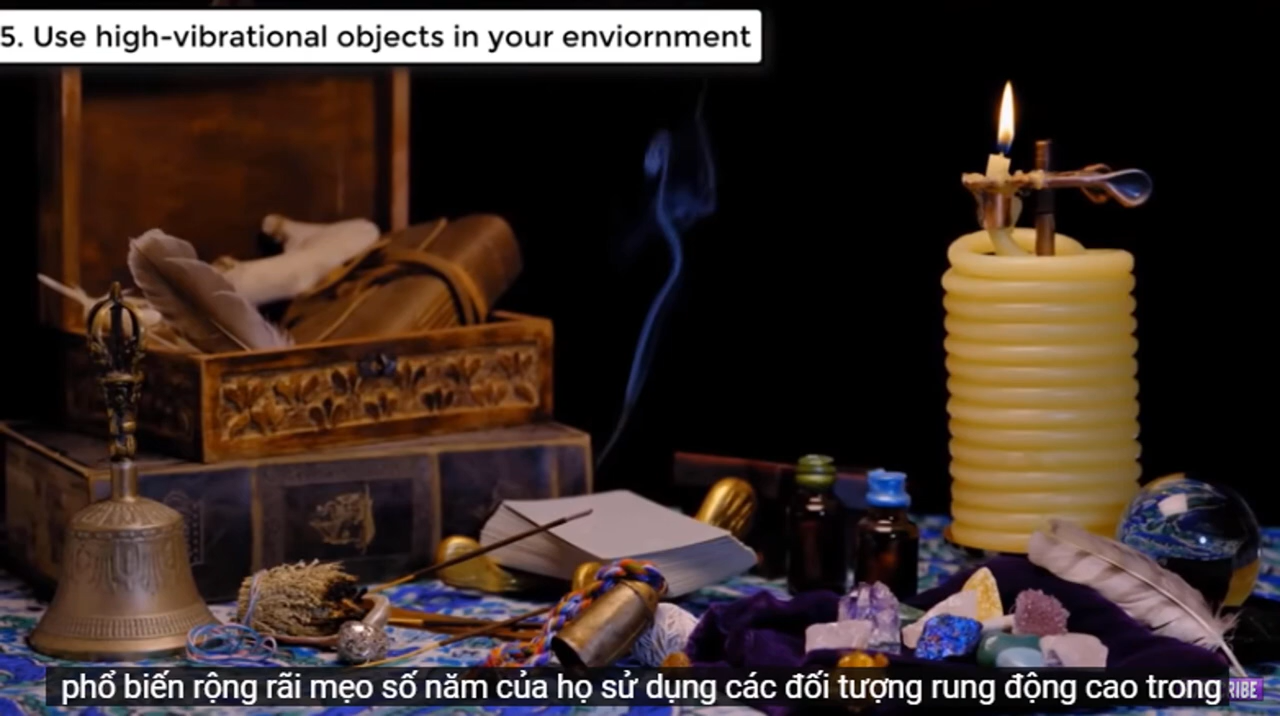 5. Use high-vibrational objects in your enviornment
phổ biến rộng rãi mẹo số năm của họ sử dụng các đối tượng rung động cao trong
RIBE